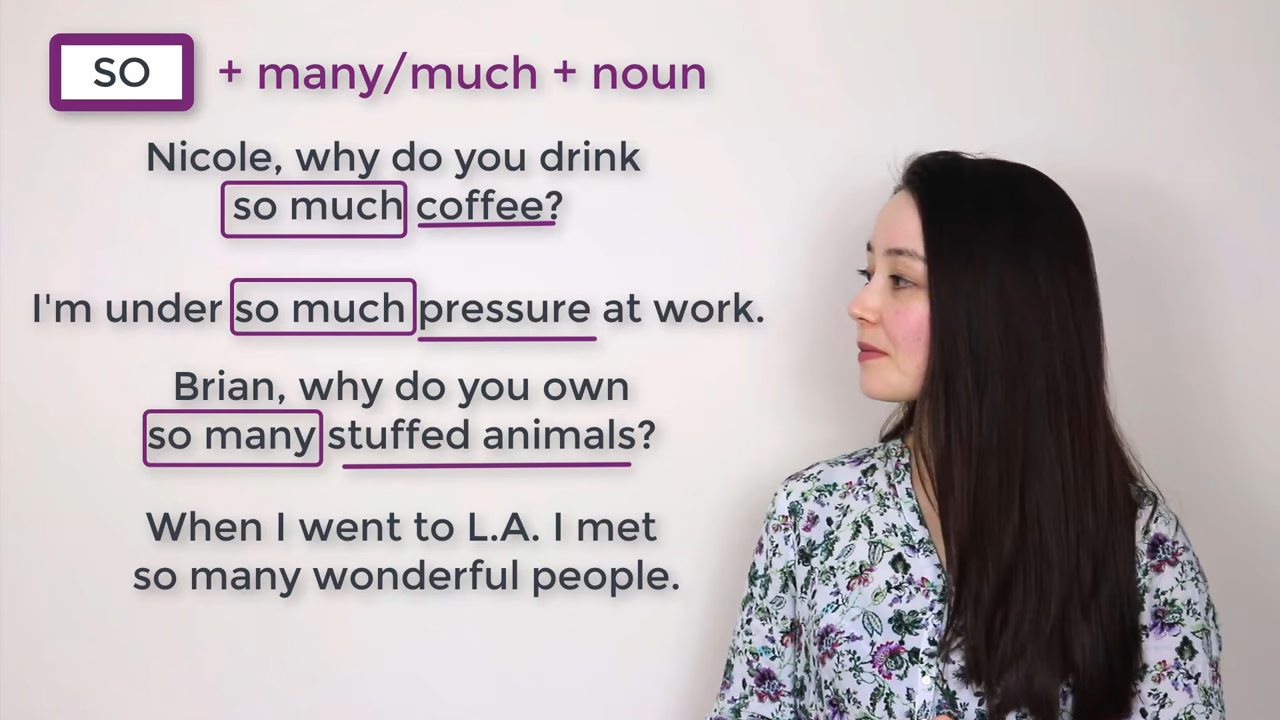 SO + many/much + noun
Nicole, why do you drink
so much coffee?
I'm under so much pressure at work.
Brian, why do you own
so many stuffed animals?
When I went to L.A. I met
so many wonderful people.